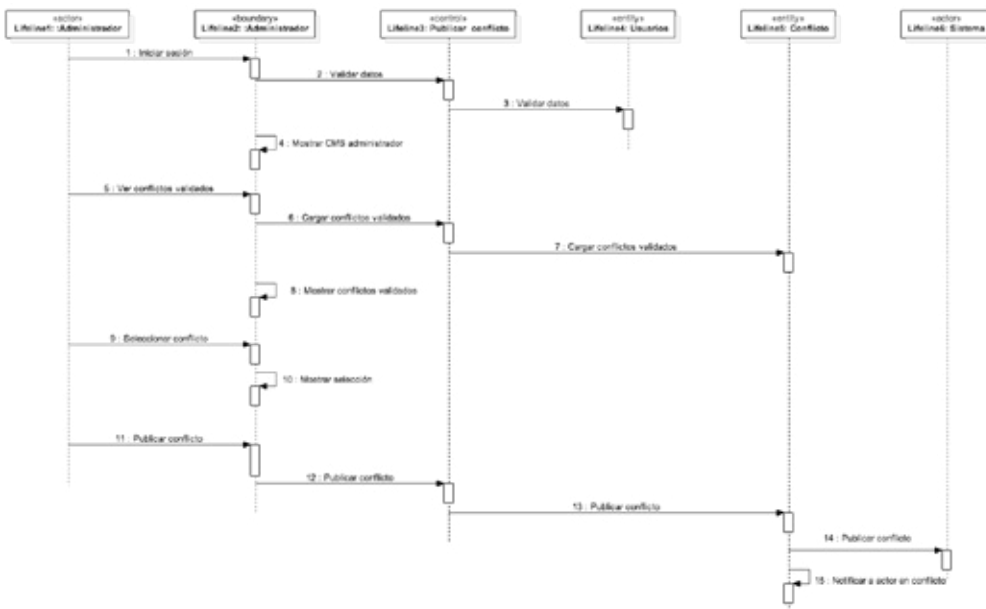 «actor»
Lifeline1: :Administrador
«boundary»
Lifeline2: :Administrador
«control»
Lifeline3: Publicar_conflicto
«entity»
Lifeline4: Usuarios
«entity»
Lifeline5: Conflicto
«actor»
Lifeline6: Sistema
1 : Iniciar sesión
2 : Validar datos
3 : Validar datos
4 : Mostrar CMS administrador
5 : Ver conflictos validados
6 : Cargar conflictos validados
7 : Cargar conflictos validados
8 : Mostrar conflictos validados
9 : Seleccionar conflicto
10 : Mostrar selección
11 : Publicar conflicto
12 : Publicar conflicto
13 : Publicar conflicto
14 : Publicar conflicto
15 : Notificar a actor en conflicto